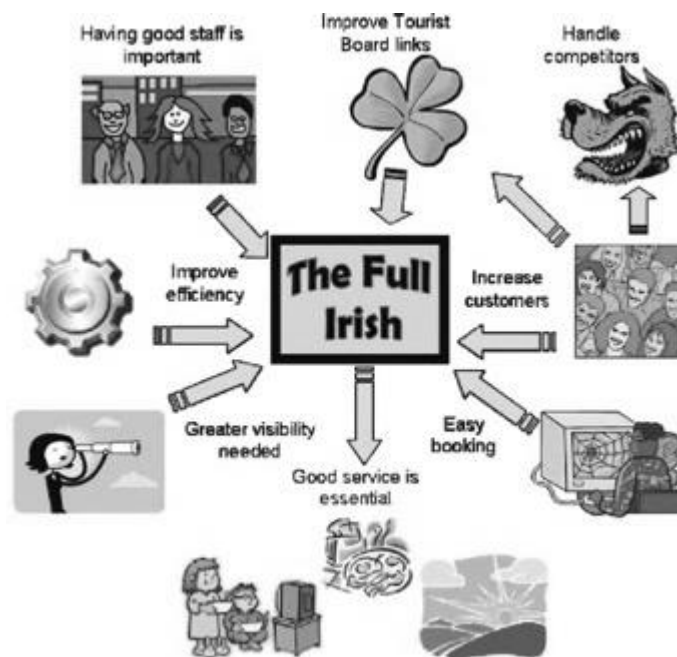 Having good staff is
important
Improve Tourist
Board links
Handle
competitors
Improve
efficiency
The Full
Irish
Increase
customers
Greater visibility
needed
Easy
booking
Good service is
essential